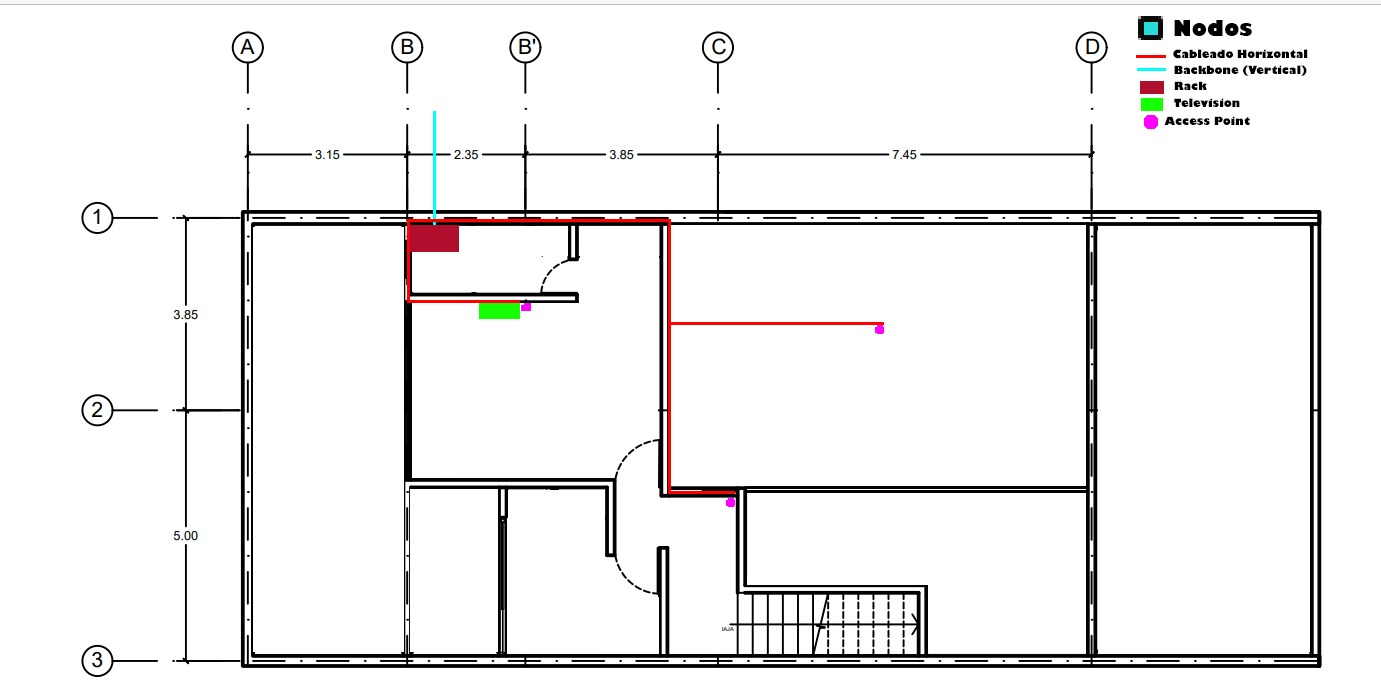 A B B' C D
Nodos
Cableado Horizontal
Backbone (Vertical)
Rack
Television
Access Point
3.15 2.35 3.85 7.45
1
3.85
2
5.00
3